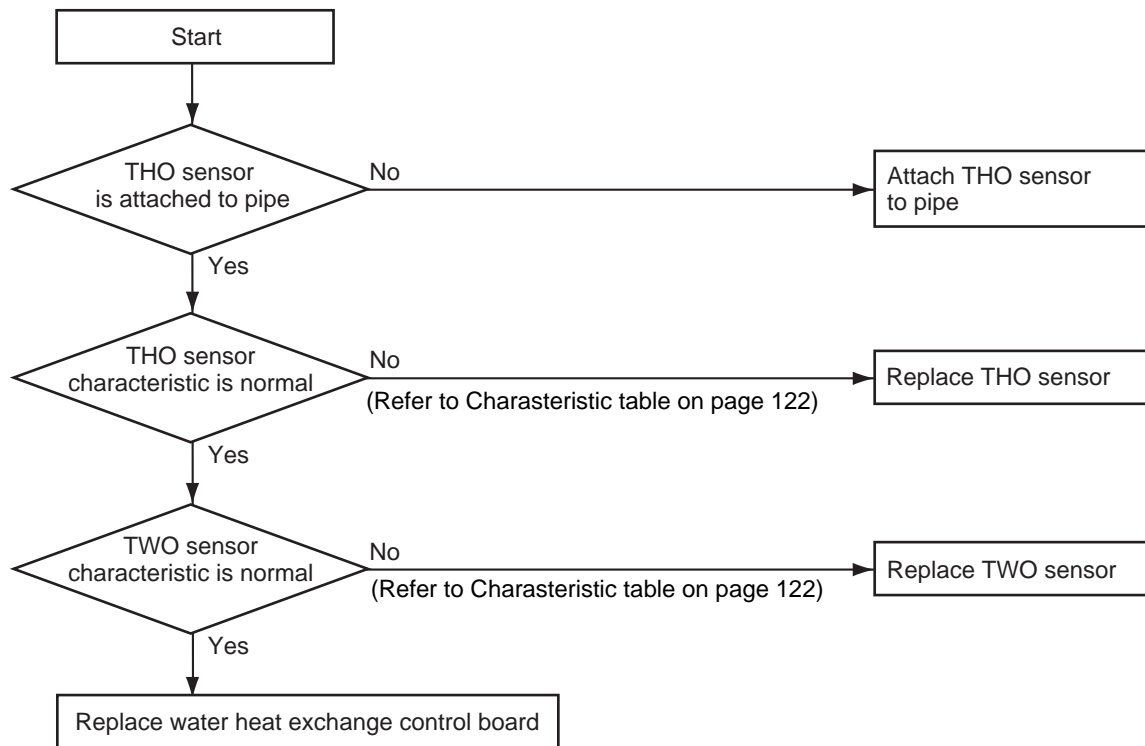 Start
THO sensor
is attached to pipe
No
Attach THO sensor
to pipe
Yes
THO sensor
characteristic is normal
No
(Refer to Charasteristic table on page 122)
Replace THO sensor
Yes
TWO sensor
characteristic is normal
No
(Refer to Charasteristic table on page 122)
Replace TWO sensor
Yes
Replace water heat exchange control board